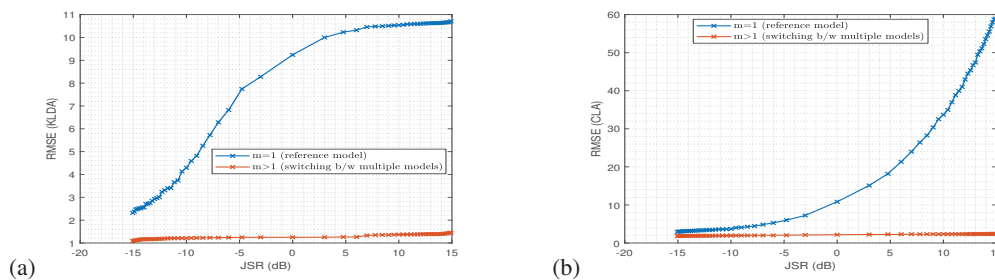 11
10
9
8
7
6
5
4
3
2
1
RMSE (KLDA)
m=1 (reference model)
m>1 (switching b/w multiple models)
-20 -15 -10 -5 0 5 10 15
JSR (dB)
(a)
60
50
40
30
20
10
0
RMSE (CLA)
m=1 (reference model)
m>1 (switching b/w multiple models)
-20 -15 -10 -5 0 5 10 15
JSR (dB)
(b)